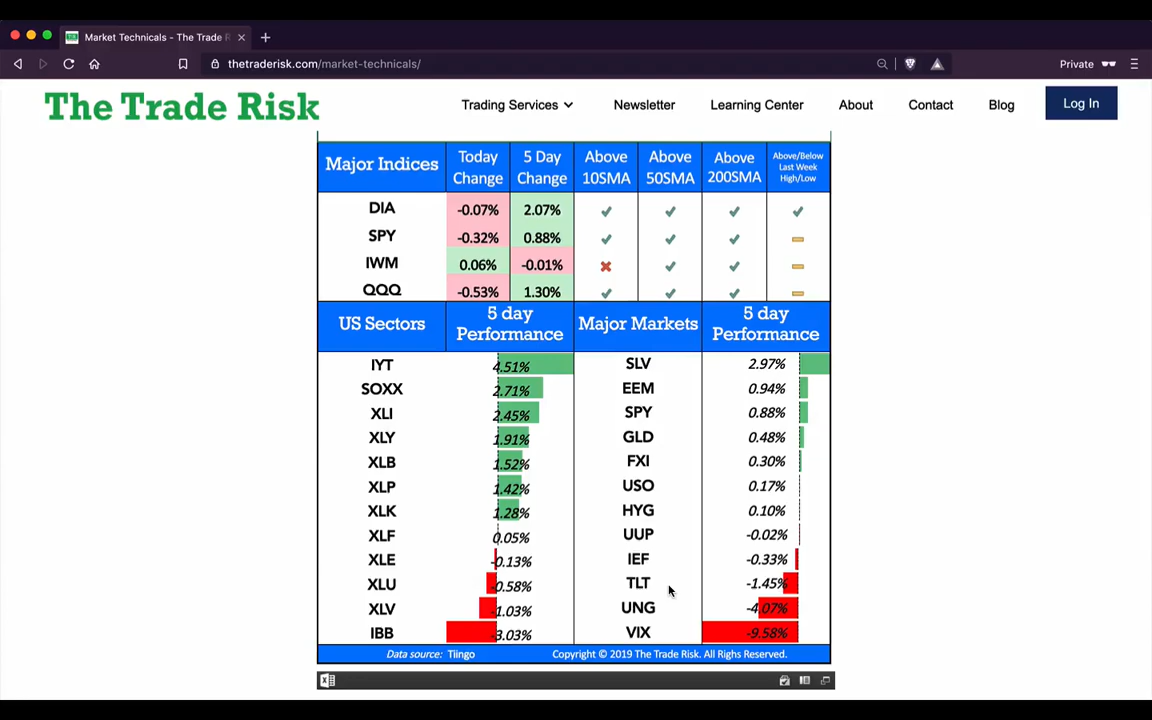 Market Technicals - The Trade R
thetraderisk.com/market-technicals/
Private
The Trade Risk
Trading Services
Newsletter
Learning Center
About
Contact
Blog
Log In
Major Indices Today Change 5 Day Change Above 10SMA Above 50SMA Above 200SMA Above/Below Last Week High/Low
DIA -0.07% 2.07% ✔ ✔ ✔ ✔
SPY -0.32% 0.88% ✔ ✔ ✔
IWM 0.06% -0.01% ✖ ✔ ✔
QQQ -0.53% 1.30% ✔ ✔ ✔
US Sectors 5 day Performance Major Markets 5 day Performance
IYT 4.51% SLV 2.97%
SOXX 2.71% EEM 0.94%
XLI 2.45% SPY 0.88%
XLY 1.91% GLD 0.48%
XLB 1.52% FXI 0.30%
XLP 1.42% USO 0.17%
XLK 1.28% HYG 0.10%
XLF 0.05% UUP -0.02%
XLE -0.13% IEF -0.33%
XLU -0.58% TLT -1.45%
XLV -1.03% UNG -4.07%
IBB -3.03% VIX -9.58%
Data source: Tiingo Copyright © 2019 The Trade Risk. All Righs Reserved.